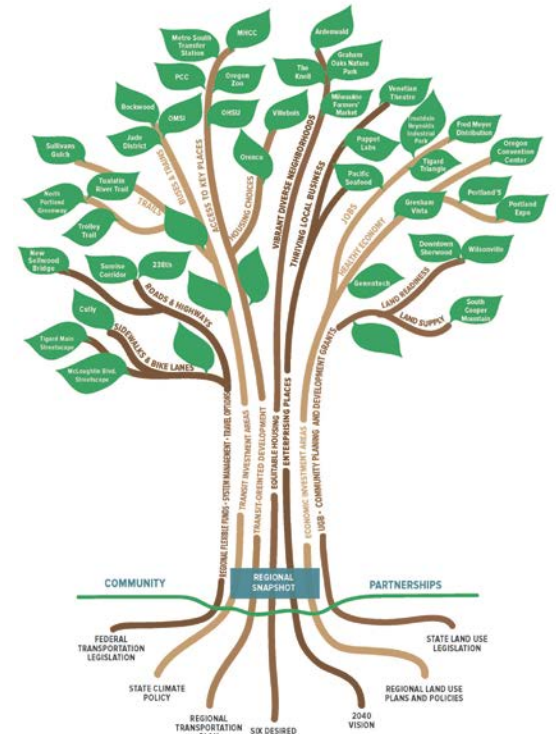 MHCC
Metro South
Transfer
Station
Ardenwald
Graham
Oaks Nature
Park
The
Knoll
PCC
Oregon
Zoo
Venetian
Theatre
Milwaukie
Farmers'
Market
Rockwood
OMSI
OHSU
Villebois
Troutdale
Reynolds
Industrial
Park
Fred Meyer
Distribution
Puppet
Labs
Jade
District
Sullivans
Gulch
Oregon
Convention
Center
Orenco
Tigard
Triangle
Pacific
Seafood
Tualatin
River Trail
North
Portland
Greenway
Gresham
Vista
Portland'5
Portland
Expo
Trolley
Trail
TRAILS
BUSES & TRAINS
ACCESS TO KEY PLACES
HOUSING CHOICES
VIBRANT DIVERSE NEIGHBORHOODS
THRIVING LOCAL BUSINESS
JOBS
HEALTHY ECONOMY
New
Sellwood
Bridge
Sunrise
Corridor
238th
Downtown
Sherwood
Wilsonville
Genentech
ROADS & HIGHWAYS
LAND READINESS
LAND SUPPLY
South
Cooper
Mountain
Cully
Tigard Main
Streetscape
McLoughlin Blvd.
Streetscape
SIDEWALKS & BIKE LANES
REGIONAL FLEXIBLE FUNDS • SYSTEM MANAGEMENT • TRAVEL OPTIONS
TRANSIT INVESTMENT AREAS
TRANSIT-ORIENTED DEVELOPMENT
EQUITABLE HOUSING
ENTERPRISING PLACES
ECONOMIC INVESTMENT AREAS
UGB • COMMUNITY PLANING AND DEVELOPMENT GRANTS
COMMUNITY
REGIONAL
SNAPSHOT
PARTNERSHIPS
FEDERAL
TRANSPORTATION
LEGISLATION
STATE LAND USE
LEGISLATION
STATE CLIMATE
POLICY
REGIONAL LAND USE
PLANS AND POLICIES
REGIONAL
TRANSPORTATION
SIX DESIRED
2040
VISION